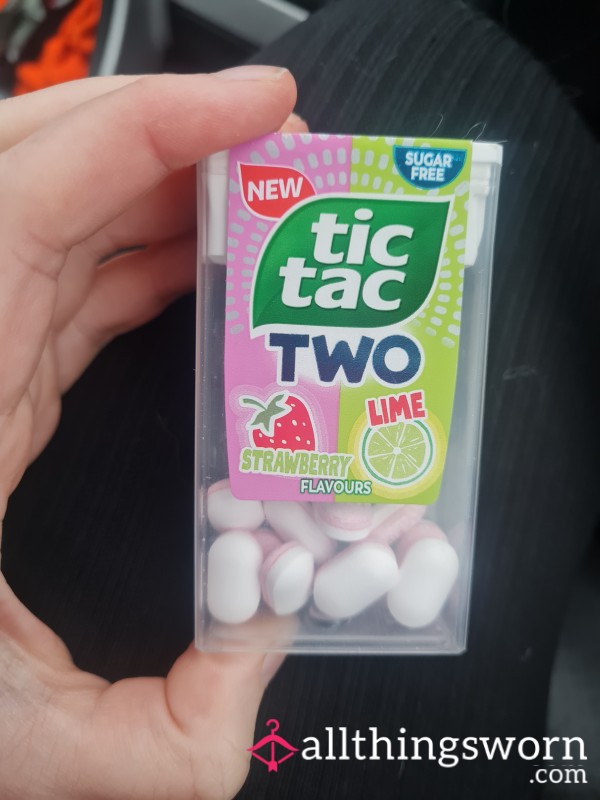 NEW
SUGAR
FREE
tic
tac
TWO
LIME
STRAWBERRY
FLAVOURS
allthingsworn
.com